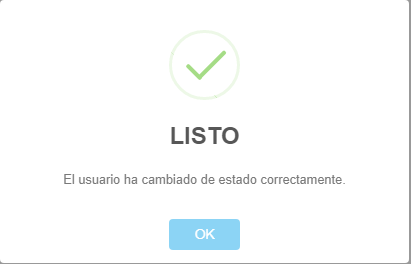 LISTO
El usuario ha cambiado de estado correctamente.
OK